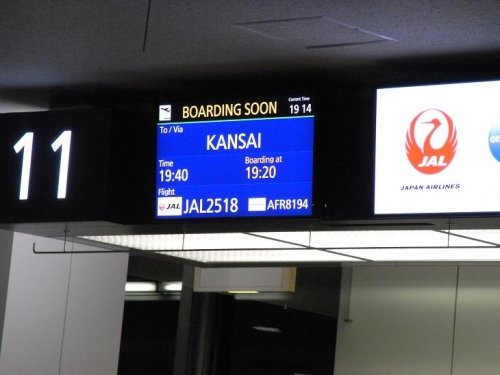 11
BOARDING SOON
Current Time
19 14
To / Via
KANSAI
Time
19:40
Boarding at
19:20
Flight
JAL JAL2518
AFR8194
JAL
JAPAN AIRLINES